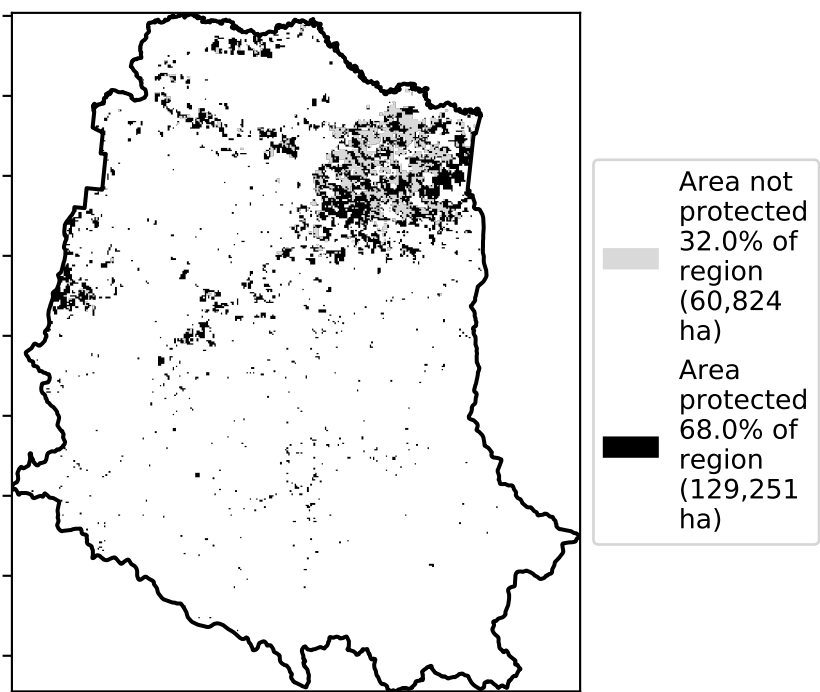 Area not
protected
32.0% of
region
(60,824
ha)
Area
protected
68.0% of
region
(129,251
ha)